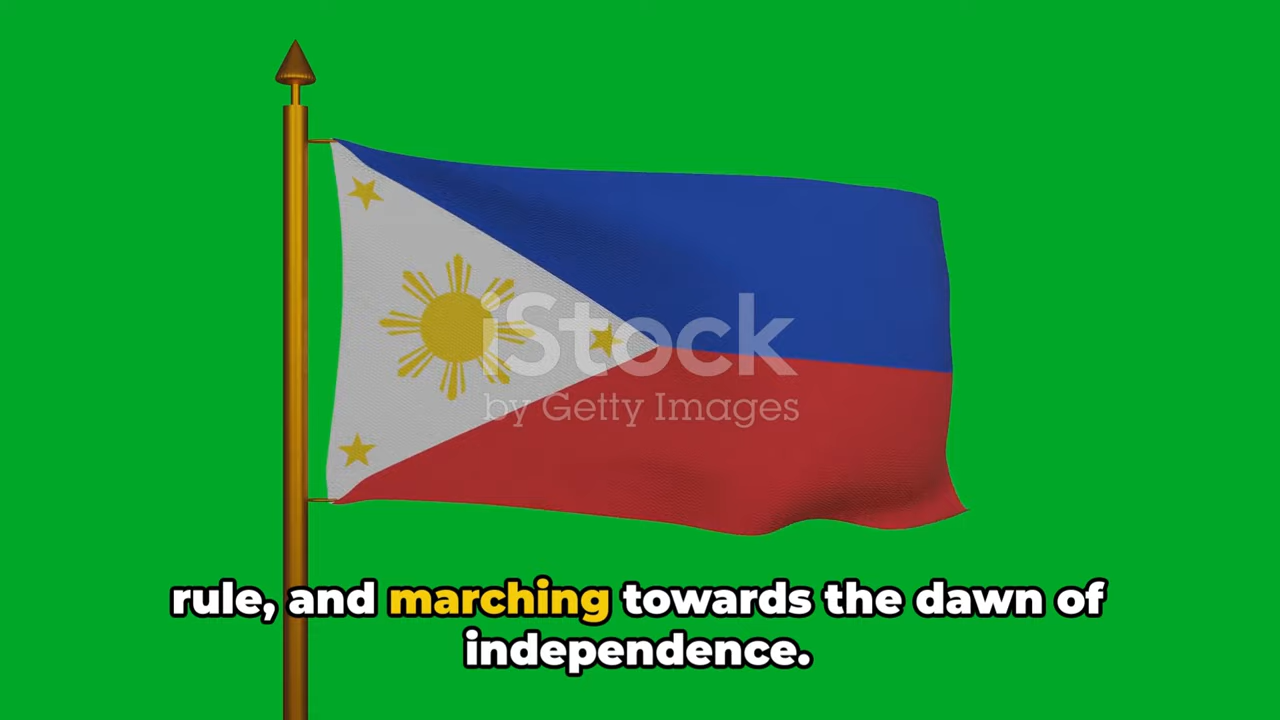 iStock
by Getty Images
rule, and marching towards the dawn of
independence.